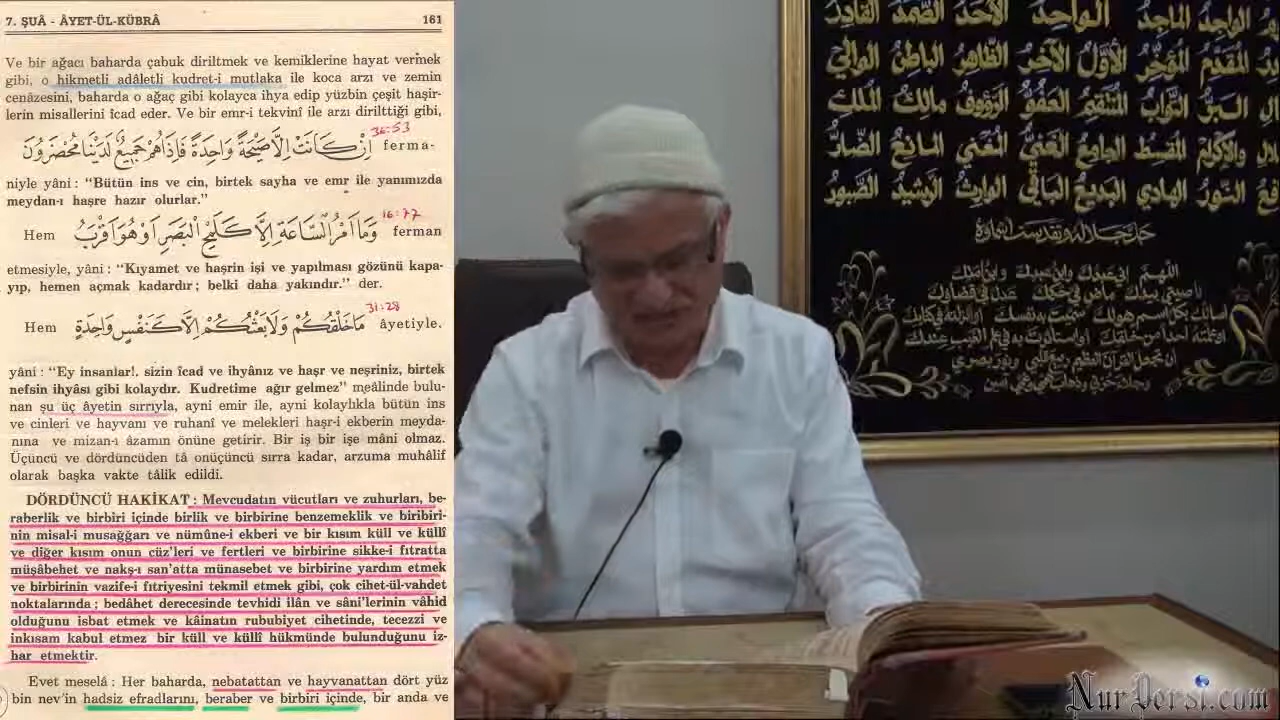 7. ŞUÂ - ÂYET-ÜL-KÜBRÂ 161
Ve bir ağacı baharda çabuk diriltmek ve kemiklerine hayat vermek
gibi, o hikmetli adâletli kudret-i mutlaka ile koca arzı ve zemin
cenâzesini, baharda o ağaç gibi kolayca ihya edip yüzbin çeşit haşir-
lerin misallerini îcad eder. Ve bir emr-i tekvinî ile arzı dirilttiği gibi,
36:53
اِنْ كَانَتْ اِلَّا صَيْحَةً وَاحِدَةً فَاِذَاهُمْ جَمِيعٌ لَدَيْنَا مُحْضَرُونَ ferma-
niyle yâni : "Bütün ins ve cin, birtek sayha ve emr ile yanımızda
meydan-ı haşre hazır olurlar."
16:77
Hem وَمَا اَمْرُ السَّاعَةِ اِلَّا كَلَمْحِ الْبَصَرِ اَوْ هُوَ اَقْرَبُ ferman
etmesiyle, yâni : "Kıyamet ve haşrin işi ve yapılması gözünü kapa-
yıp, hemen açmak kadardır ; belki daha yakındır." der.
31:28
Hem مَا خَلْقُكُمْ وَلَا بَعْثُكُمْ اِلَّا كَنَفْسٍ وَاحِدَةٍ âyetiyle.
yâni : "Ey insanlar!. sizin îcad ve ihyânız ve haşr ve neşriniz, birtek
nefsin ihyâsı gibi kolaydır. Kudretime ağır gelmez" meâlinde bulu-
nan şu üç âyetin sırrıyla, ayni emir ile, ayni kolaylıkla bütün ins
ve cinleri ve hayvanı ve ruhanî ve melekleri haşr-i ekberin meyda-
nına ve mizan-ı âzamın önüne getirir. Bir iş bir işe mâni olmaz.
Üçüncü ve dördüncüden tâ onüçüncü sırra kadar, arzuma muhâlif
olarak başka vakte tâlik edildi.
DÖRDÜNCÜ HAKİKAT : Mevcudatın vücutları ve zuhurları, be-
raberlik ve birbiri içinde birlik ve birbirine benzemeklik ve biribiri-
nin misal-i musağğarı ve nümûne-i ekberi ve bir kısım küll ve küllî
ve diğer kısım onun cüz'leri ve fertleri ve birbirine sikke-i fıtratta
müşâbehet ve nakş-ı san'atta münasebet ve birbirine yardım etmek
ve birbirinin vazife-i fıtriyesini tekmil etmek gibi, çok cihet-ül-vahdet
noktalarında ; bedâhet derecesinde tevhidi ilân ve sâni'lerinin vâhid
olduğunu isbat etmek ve kâinatın rububiyet cihetinde, tecezzi ve
inkısam kabul etmez bir küll ve küllî hükmünde bulunduğunu iz-
har etmektir.
Evet meselâ : Her baharda, nebatattan ve hayvanattan dört yüz
bin nev'in hadsiz efradlarını, beraber ve birbiri içinde, bir anda ve
الواحد الماجد الواحد الأحد الصمد القادر
المقدم المؤخر الأول الآخر الظاهر الباطن الوالي
البر التواب المنتقم العفو الرؤوف مالك الملك
والإكرام المقسط الجامع الغني المغني المانع الضار
النور الهادي البديع الباقي الوارث الرشيد الصبور
NurDersi.com